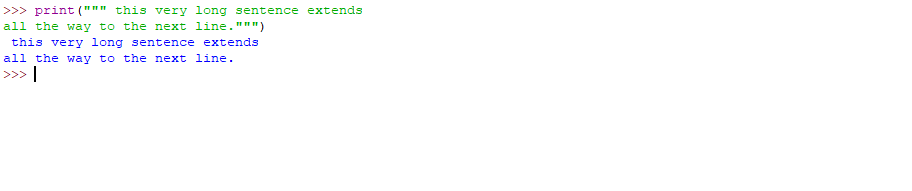 >>> print(""" this very long sentence extends
all the way to the next line.""")
 this very long sentence extends
all the way to the next line.
>>>